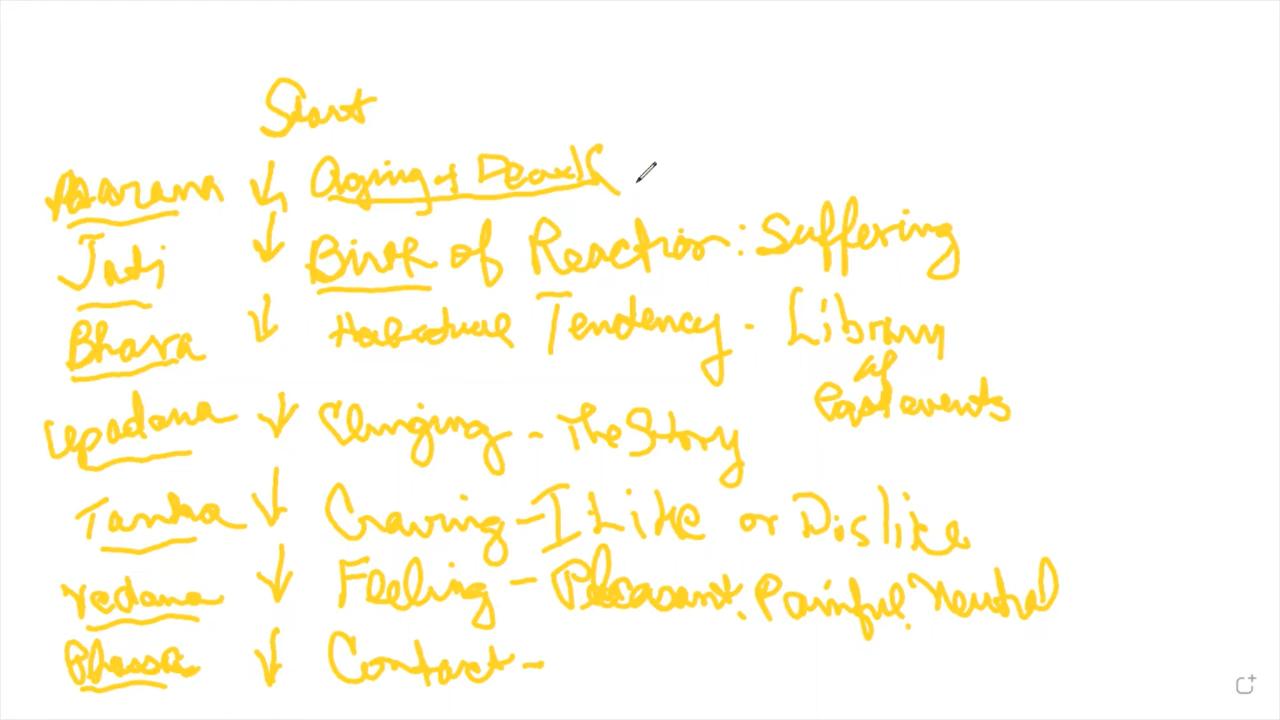 Start
Marana ↓ Aging + Death
Jati ↓ Birth of Reaction: Suffering
Bhava ↓ Habitual Tendency - Library
of
Past events
Upadana ↓ Clinging - The Story
Tanha ↓ Craving - I Like or Dislike
Vedana ↓ Feeling - Pleasant. Painful. Neutral
Phassa ↓ Contact -